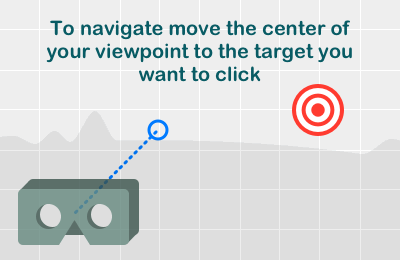 To navigate move the center of
your viewpoint to the target you
want to click